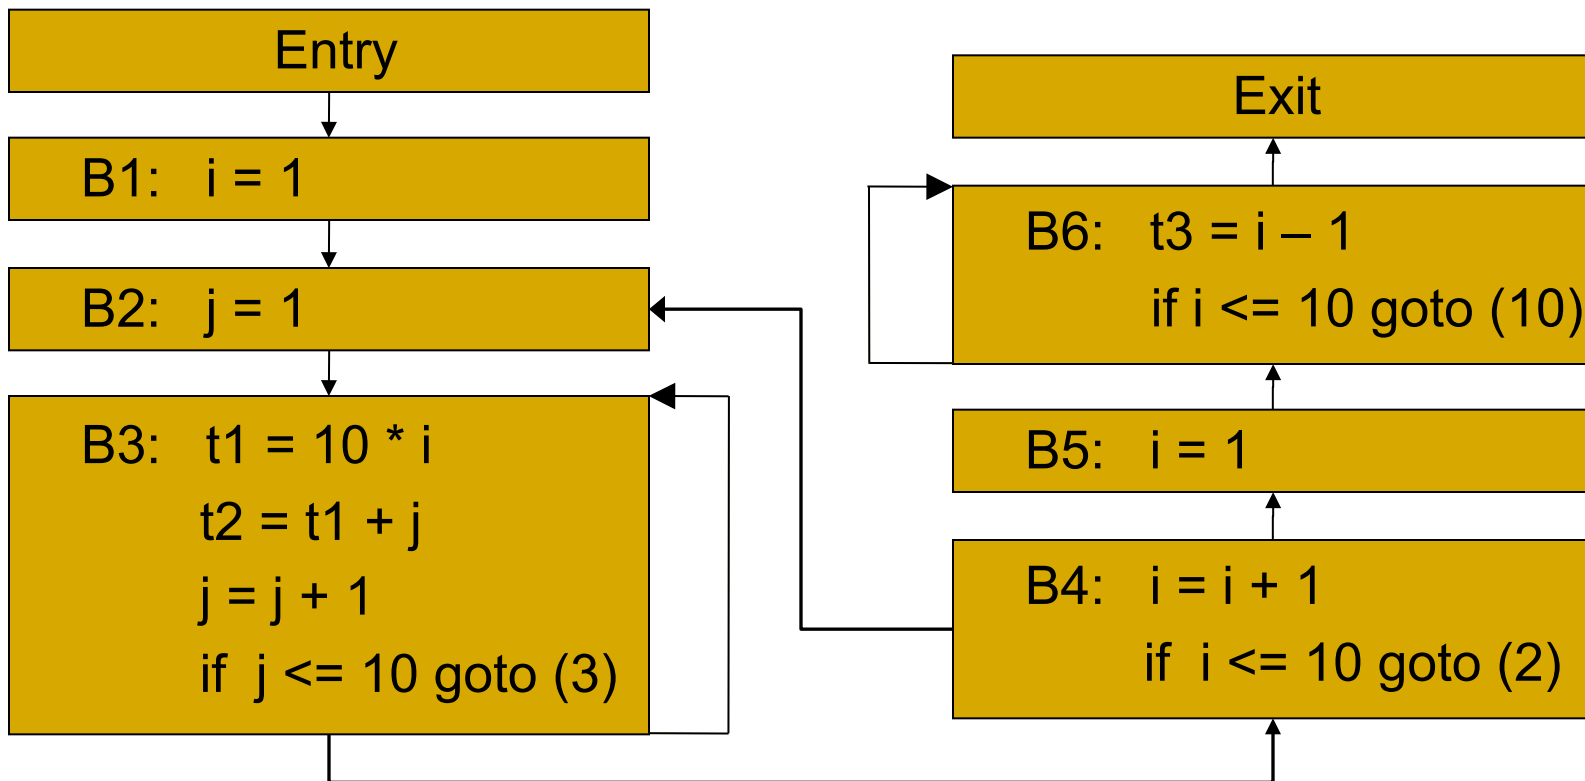 Entry
B1: i = 1
B2: j = 1
B3: t1 = 10 * i
t2 = t1 + j
j = j + 1
if j <= 10 goto (3)
Exit
B6: t3 = i – 1
if i <= 10 goto (10)
B5: i = 1
B4: i = i + 1
if i <= 10 goto (2)